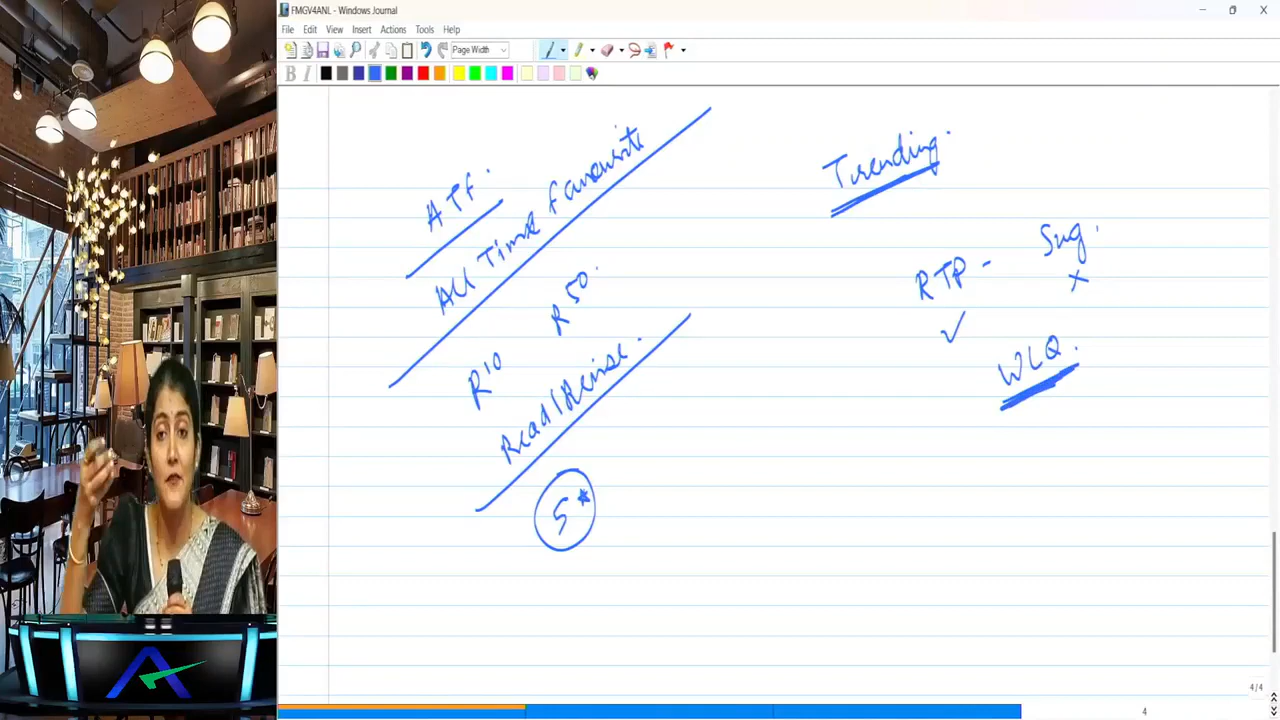 FMGV4ANL - Windows Journal
File Edit View Insert Actions Tools Help
Page Width
B I
ATF.
All Time favourite
R10 R50.
Read/Revise.
5*
Trending.
RTP - Sug.
✓ ×
WLQ.
4/4
4